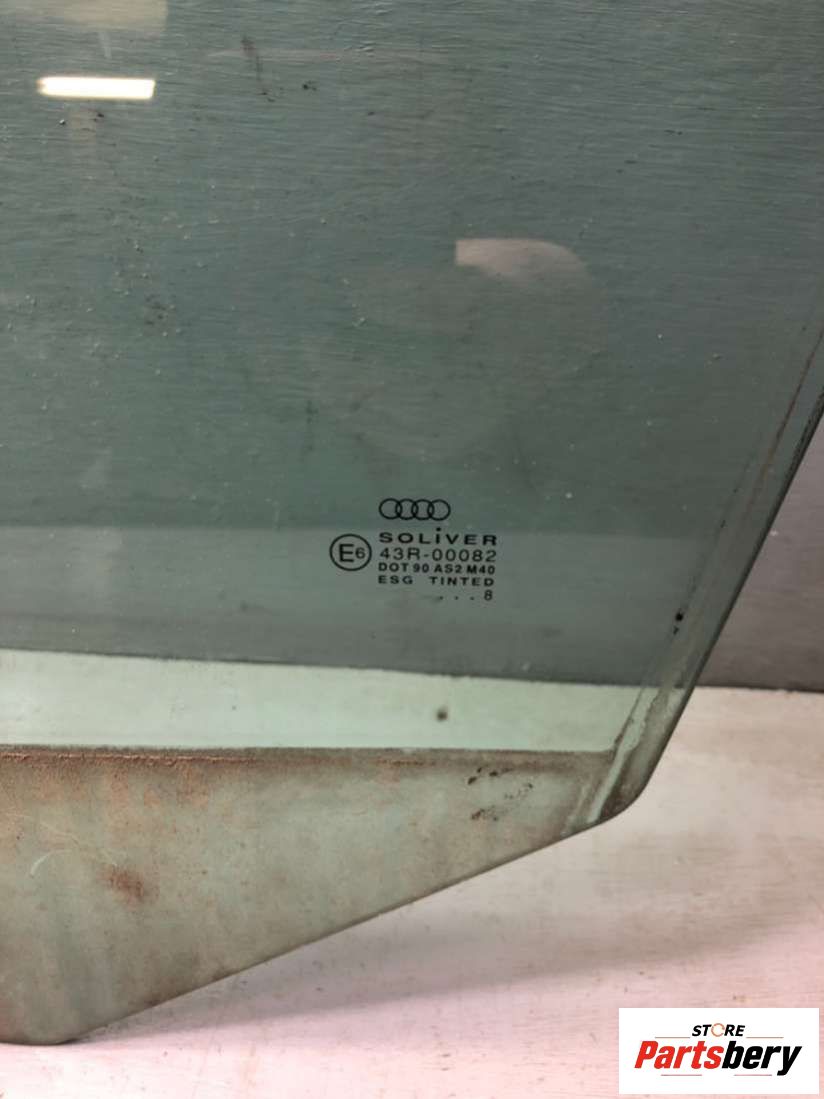 SOLiVER
E6 43R-00082
DOT 90 AS2 M40
ESG TINTED
. . . 8
STORE
Partsbery